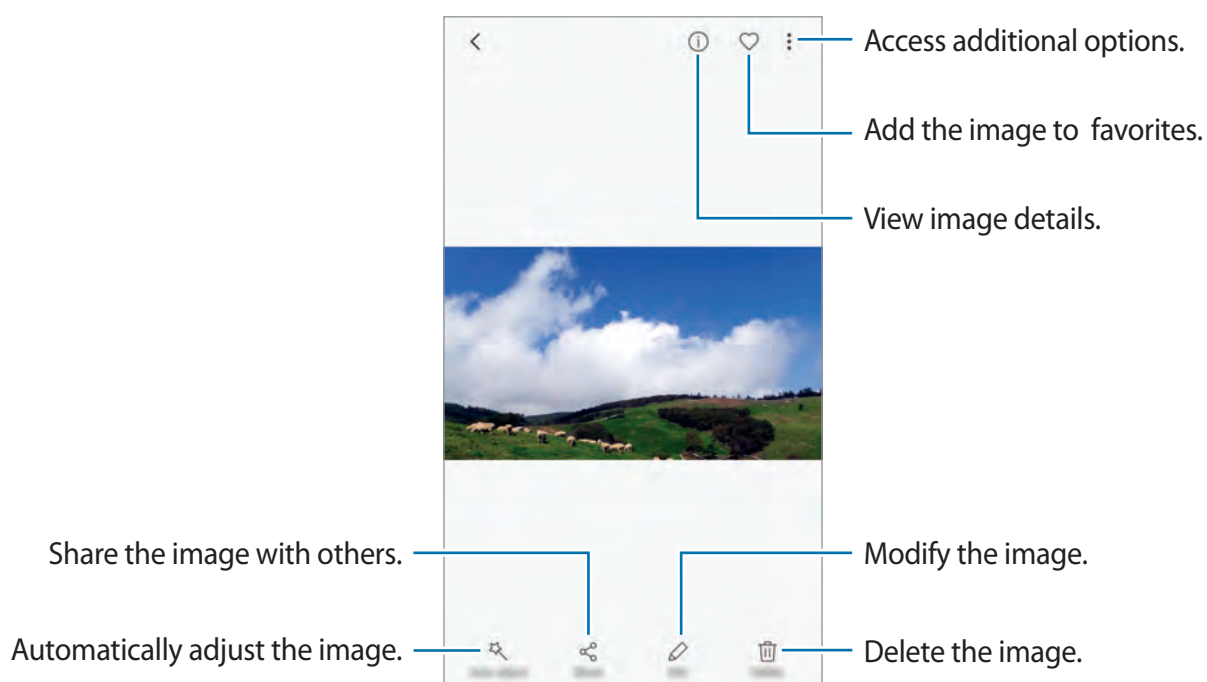 Access additional options.
Add the image to favorites.
View image details.
Share the image with others.
Modify the image.
Automatically adjust the image.
Delete the image.